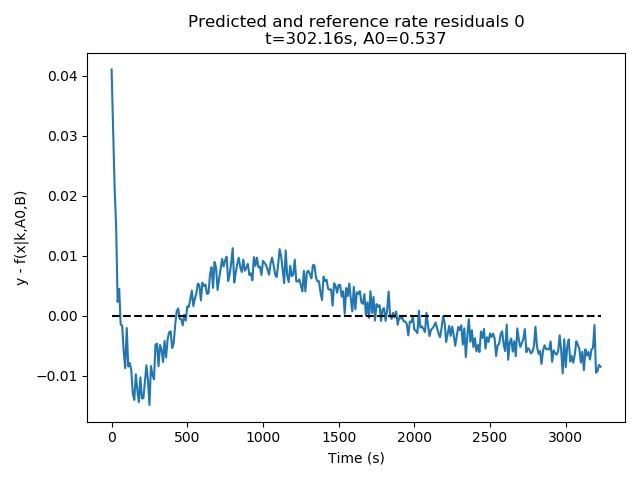 Predicted and reference rate residuals 0
t=302.16s, A0=0.537
y - f(x|k,A0,B)
0.04
0.03
0.02
0.01
0.00
−0.01
0 500 1000 1500 2000 2500 3000
Time (s)